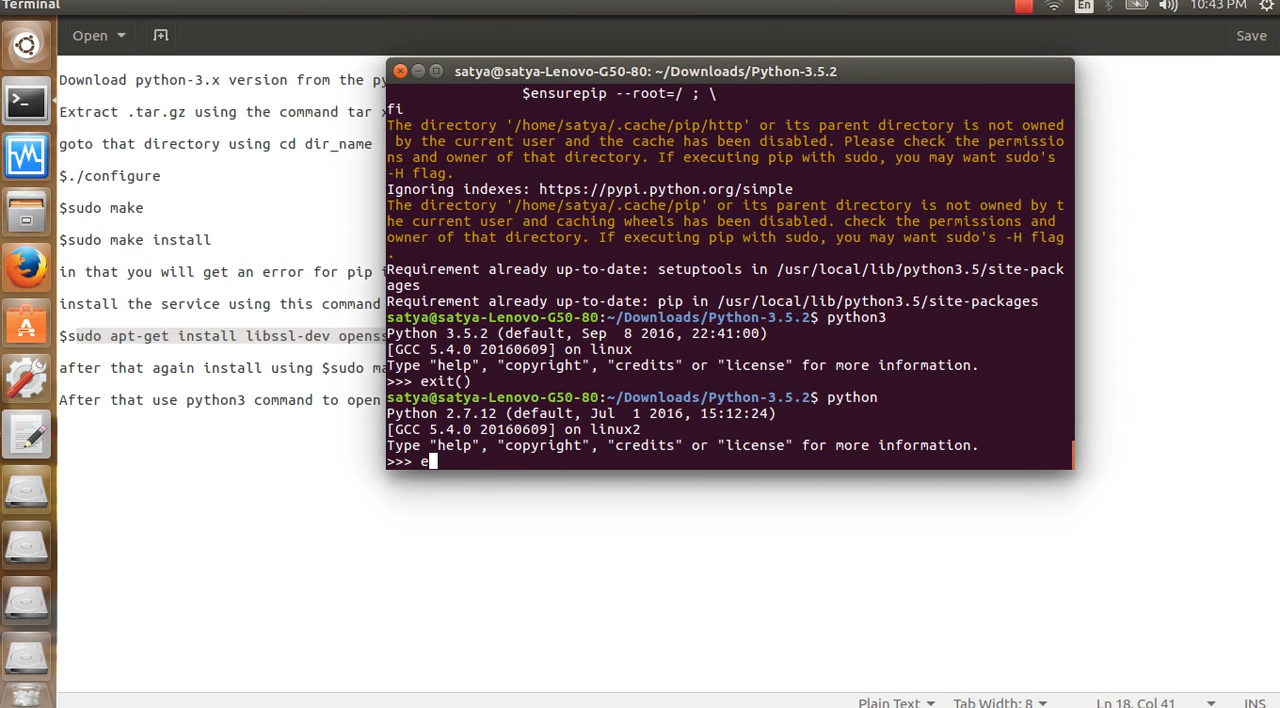 Terminal
En
10:43 PM
Open
Save
Download python-3.x version from the py
Extract .tar.gz using the command tar x
goto that directory using cd dir_name
$./configure
$sudo make
$sudo make install
in that you will get an error for pip i
install the service using this command
$sudo apt-get install libssl-dev openss
after that again install using $sudo ma
After that use python3 command to open
satya@satya-Lenovo-G50-80: ~/Downloads/Python-3.5.2
$ensurepip --root=/ ; \
fi
The directory '/home/satya/.cache/pip/http' or its parent directory is not owned
by the current user and the cache has been disabled. Please check the permissio
ns and owner of that directory. If executing pip with sudo, you may want sudo's
-H flag.
Ignoring indexes: https://pypi.python.org/simple
The directory '/home/satya/.cache/pip' or its parent directory is not owned by t
he current user and caching wheels has been disabled. check the permissions and
owner of that directory. If executing pip with sudo, you may want sudo's -H flag
.
Requirement already up-to-date: setuptools in /usr/local/lib/python3.5/site-pack
ages
Requirement already up-to-date: pip in /usr/local/lib/python3.5/site-packages
satya@satya-Lenovo-G50-80:~/Downloads/Python-3.5.2$ python3
Python 3.5.2 (default, Sep  8 2016, 22:41:00)
[GCC 5.4.0 20160609] on linux
Type "help", "copyright", "credits" or "license" for more information.
>>> exit()
satya@satya-Lenovo-G50-80:~/Downloads/Python-3.5.2$ python
Python 2.7.12 (default, Jul  1 2016, 15:12:24)
[GCC 5.4.0 20160609] on linux2
Type "help", "copyright", "credits" or "license" for more information.
>>> e
Plain Text
Tab Width: 8
Ln 18, Col 41
INS